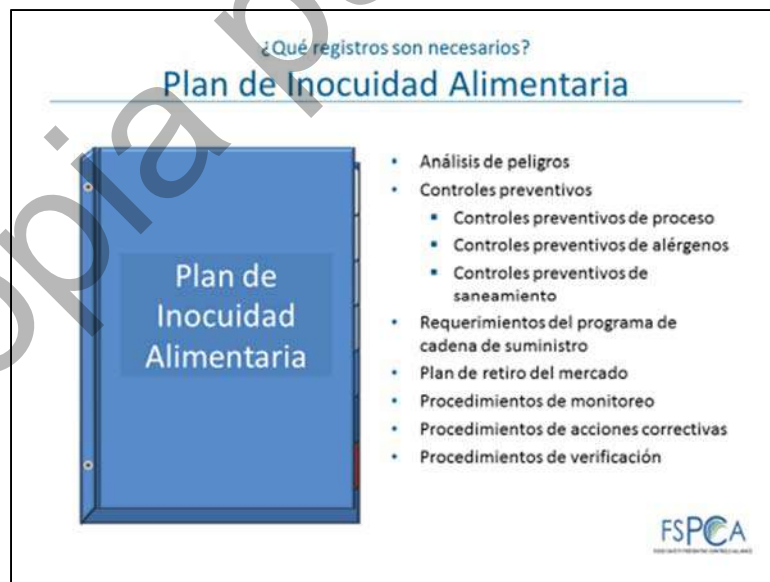 ¿Qué registros son necesarios?
Plan de Inocuidad Alimentaria
Plan de
Inocuidad
Alimentaria
• Análisis de peligros
• Controles preventivos
▪ Controles preventivos de proceso
▪ Controles preventivos de alérgenos
▪ Controles preventivos de
saneamiento
• Requerimientos del programa de
cadena de suministro
• Plan de retiro del mercado
• Procedimientos de monitoreo
• Procedimientos de acciones correctivas
• Procedimientos de verificación
FSPCA